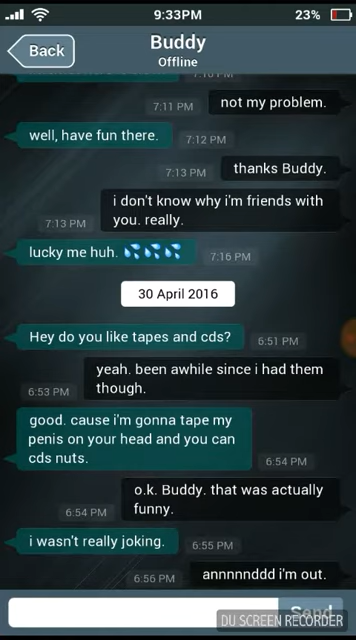 9:33PM
23%
Back
Buddy
Offline
not my problem.
7:11 PM
well, have fun there.
7:12 PM
thanks Buddy.
7:13 PM
i don't know why i'm friends with
you. really.
7:13 PM
lucky me huh. 💦💦💦
7:16 PM
30 April 2016
Hey do you like tapes and cds?
6:51 PM
yeah. been awhile since i had them
though.
6:53 PM
good. cause i'm gonna tape my
penis on your head and you can
cds nuts.
6:54 PM
o.k. Buddy. that was actually
funny.
6:54 PM
i wasn't really joking.
6:55 PM
annnnnddd i'm out.
6:56 PM
Send
DU SCREEN RECORDER